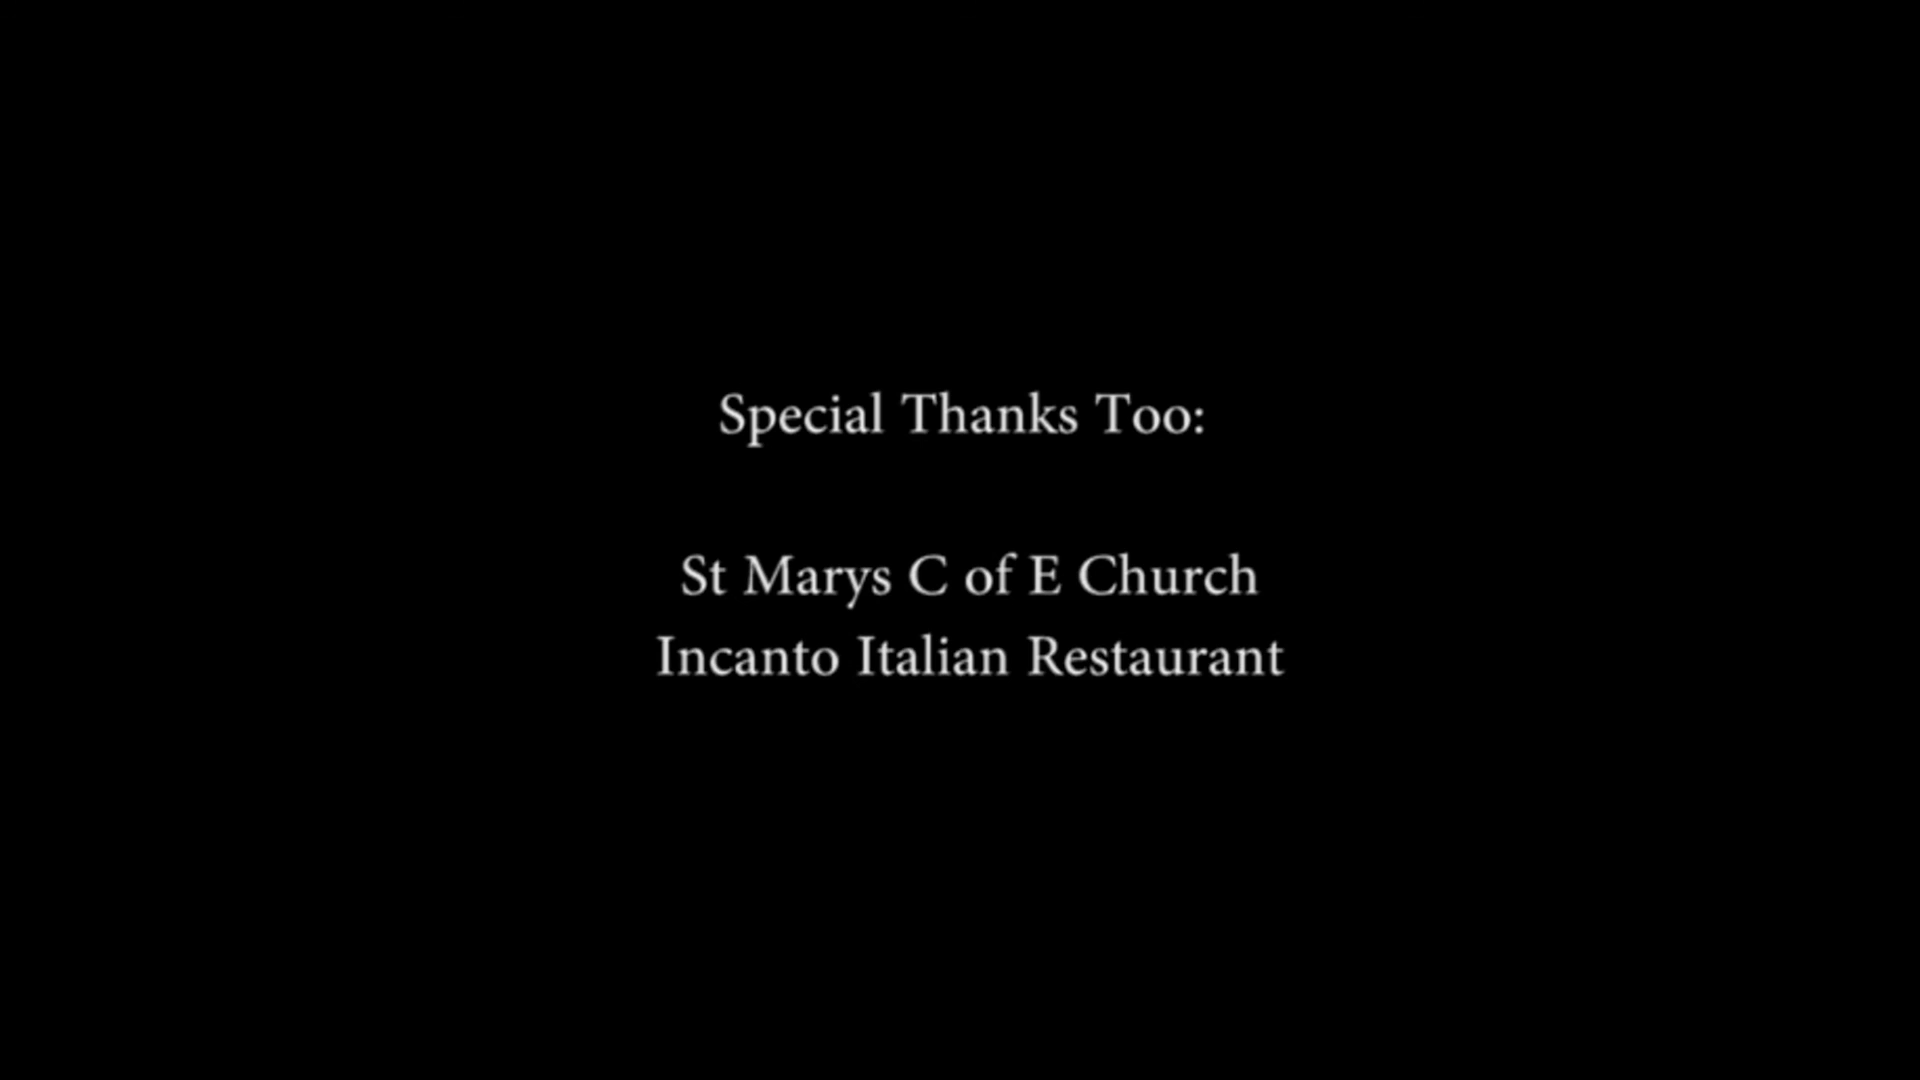 Special Thanks Too:
St Marys C of E Church
Incanto Italian Restaurant